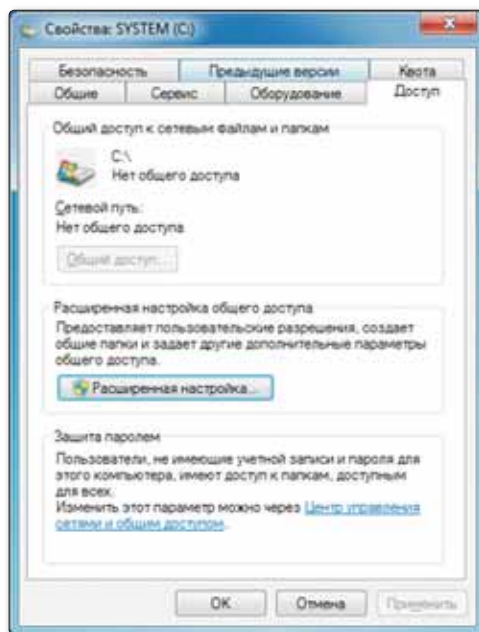 Свойства: SYSTEM (C:)
Безопасность Предыдущие версии Квота
Общие Сервис Оборудование Доступ
Общий доступ к сетевым файлам и папкам
C:\
Нет общего доступа
Сетевой путь:
Нет общего доступа
Общий доступ...
Расширенная настройка общего доступа
Предоставляет пользовательские разрешения, создает
общие папки и задает другие дополнительные параметры
общего доступа.
Расширенная настройка...
Защита паролем
Пользователи, не имеющие учетной записи и пароля для
этого компьютера, имеют доступ к папкам, доступным
для всех.
Изменить этот параметр можно через Центр управления
сетями и общим доступом.
OK Отмена Применить